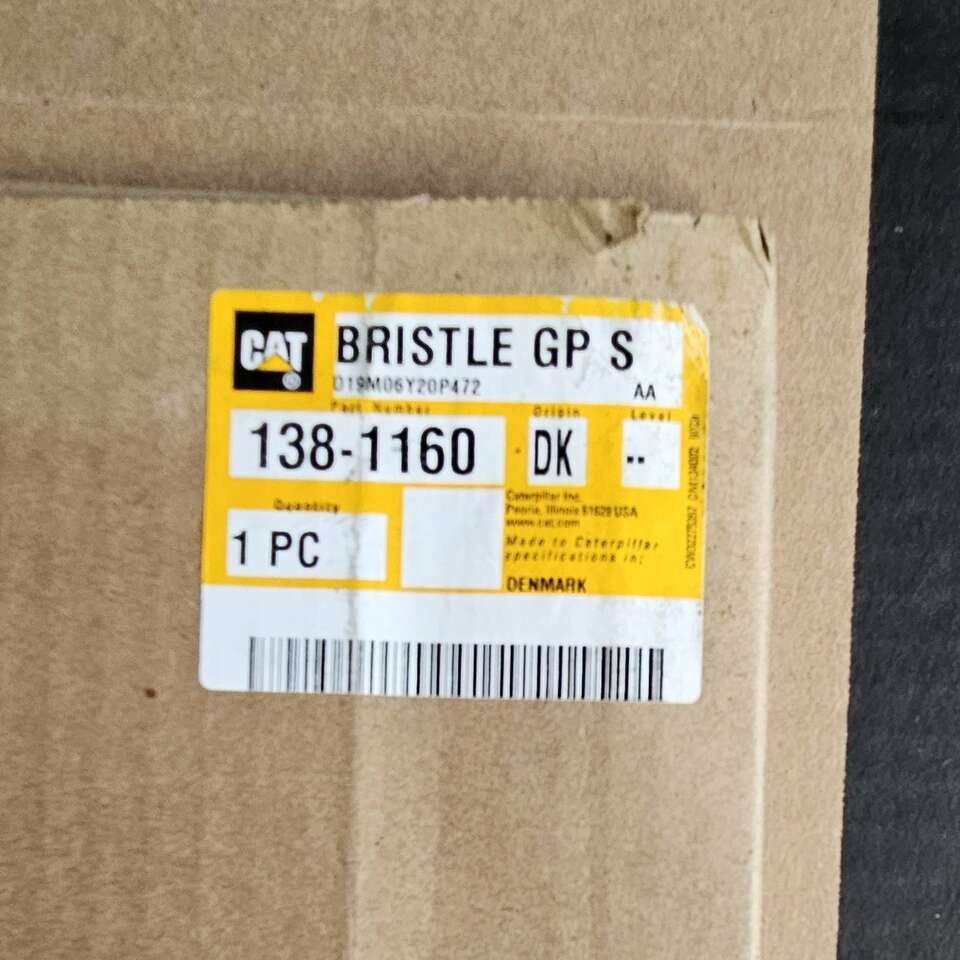 CAT
BRISTLE GP S
D19M06Y20P472
AA
Part Number
Origin
Level
138-1160
DK
--
Quantity
1 PC
Caterpillar Inc.
Peoria, Illinois 61629 USA
www.cat.com
Made to Caterpillar
specifications in:
DENMARK